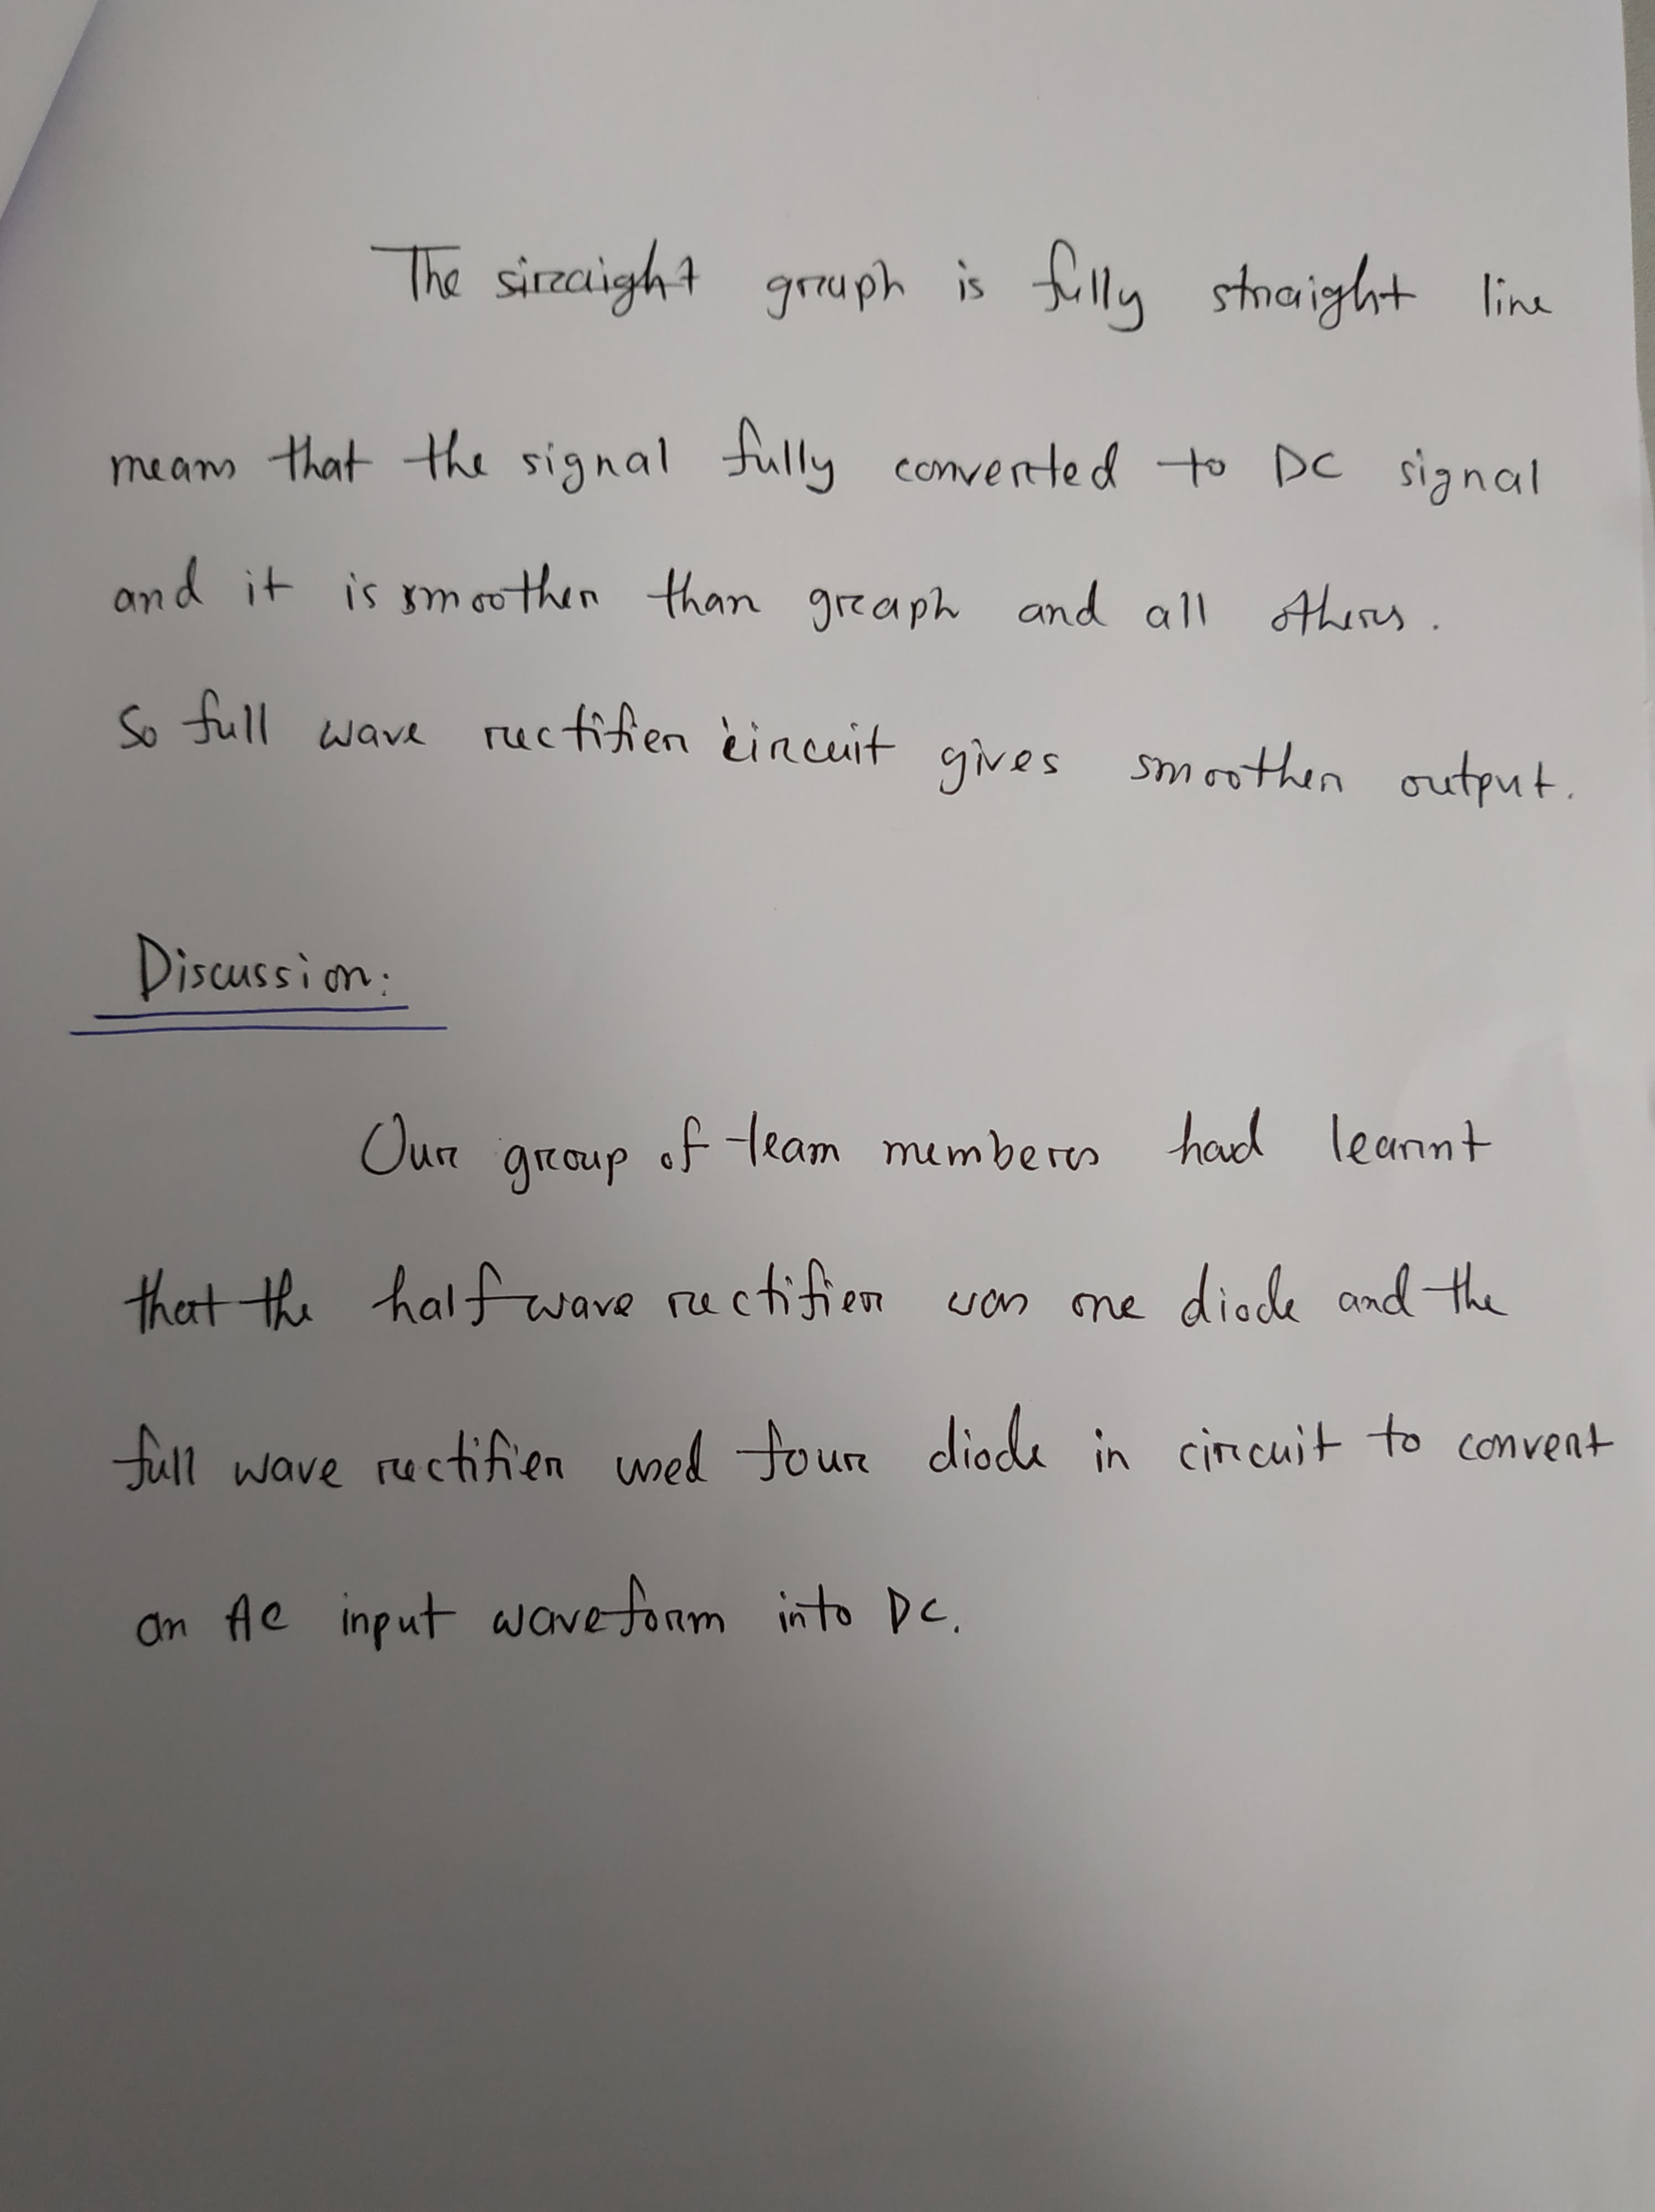 The siraight graph is fully straight line
means that the signal fully converted to DC signal
and it is smoother than graph and all others.
So full wave rectifier circuit gives smoother output.
Discussion:
Our group of team members had learnt
that the half wave rectifier was one diode and the
full wave rectifier used four diode in circuit to convert
an AC input waveform into DC.